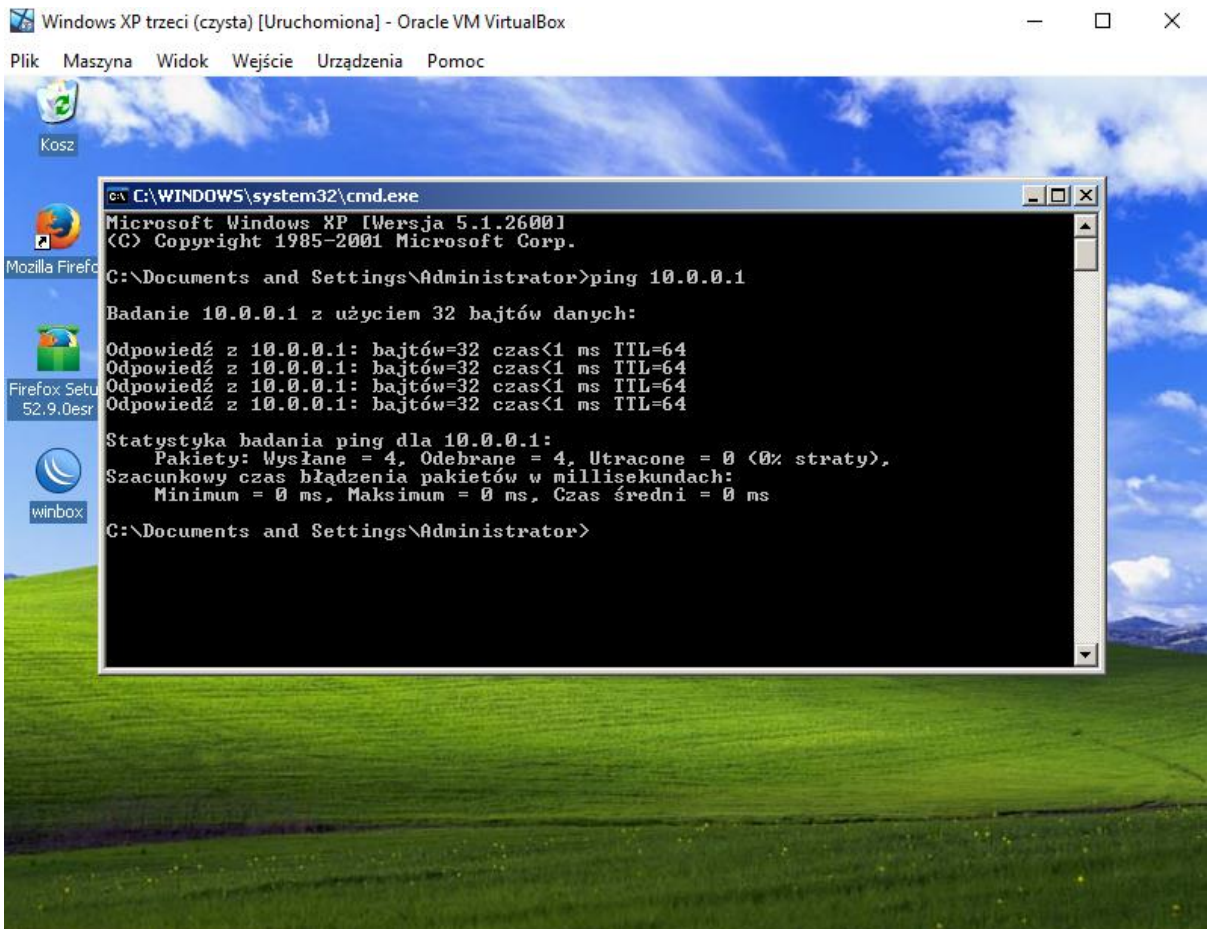 Windows XP trzeci (czysta) [Uruchomiona] - Oracle VM VirtualBox
Plik Maszyna Widok Wejście Urządzenia Pomoc
Kosz
Mozilla Firefo
Firefox Setu
52.9.0esr
winbox
C:\WINDOWS\system32\cmd.exe
Microsoft Windows XP [Wersja 5.1.2600]
(C) Copyright 1985-2001 Microsoft Corp.
C:\Documents and Settings\Administrator>ping 10.0.0.1
Badanie 10.0.0.1 z użyciem 32 bajtów danych:
Odpowiedź z 10.0.0.1: bajtów=32 czas<1 ms TTL=64
Odpowiedź z 10.0.0.1: bajtów=32 czas<1 ms TTL=64
Odpowiedź z 10.0.0.1: bajtów=32 czas<1 ms TTL=64
Odpowiedź z 10.0.0.1: bajtów=32 czas<1 ms TTL=64
Statystyka badania ping dla 10.0.0.1:
Pakiety: Wysłane = 4, Odebrane = 4, Utracone = 0 (0% straty),
Szacunkowy czas błądzenia pakietów w millisekundach:
Minimum = 0 ms, Maksimum = 0 ms, Czas średni = 0 ms
C:\Documents and Settings\Administrator>